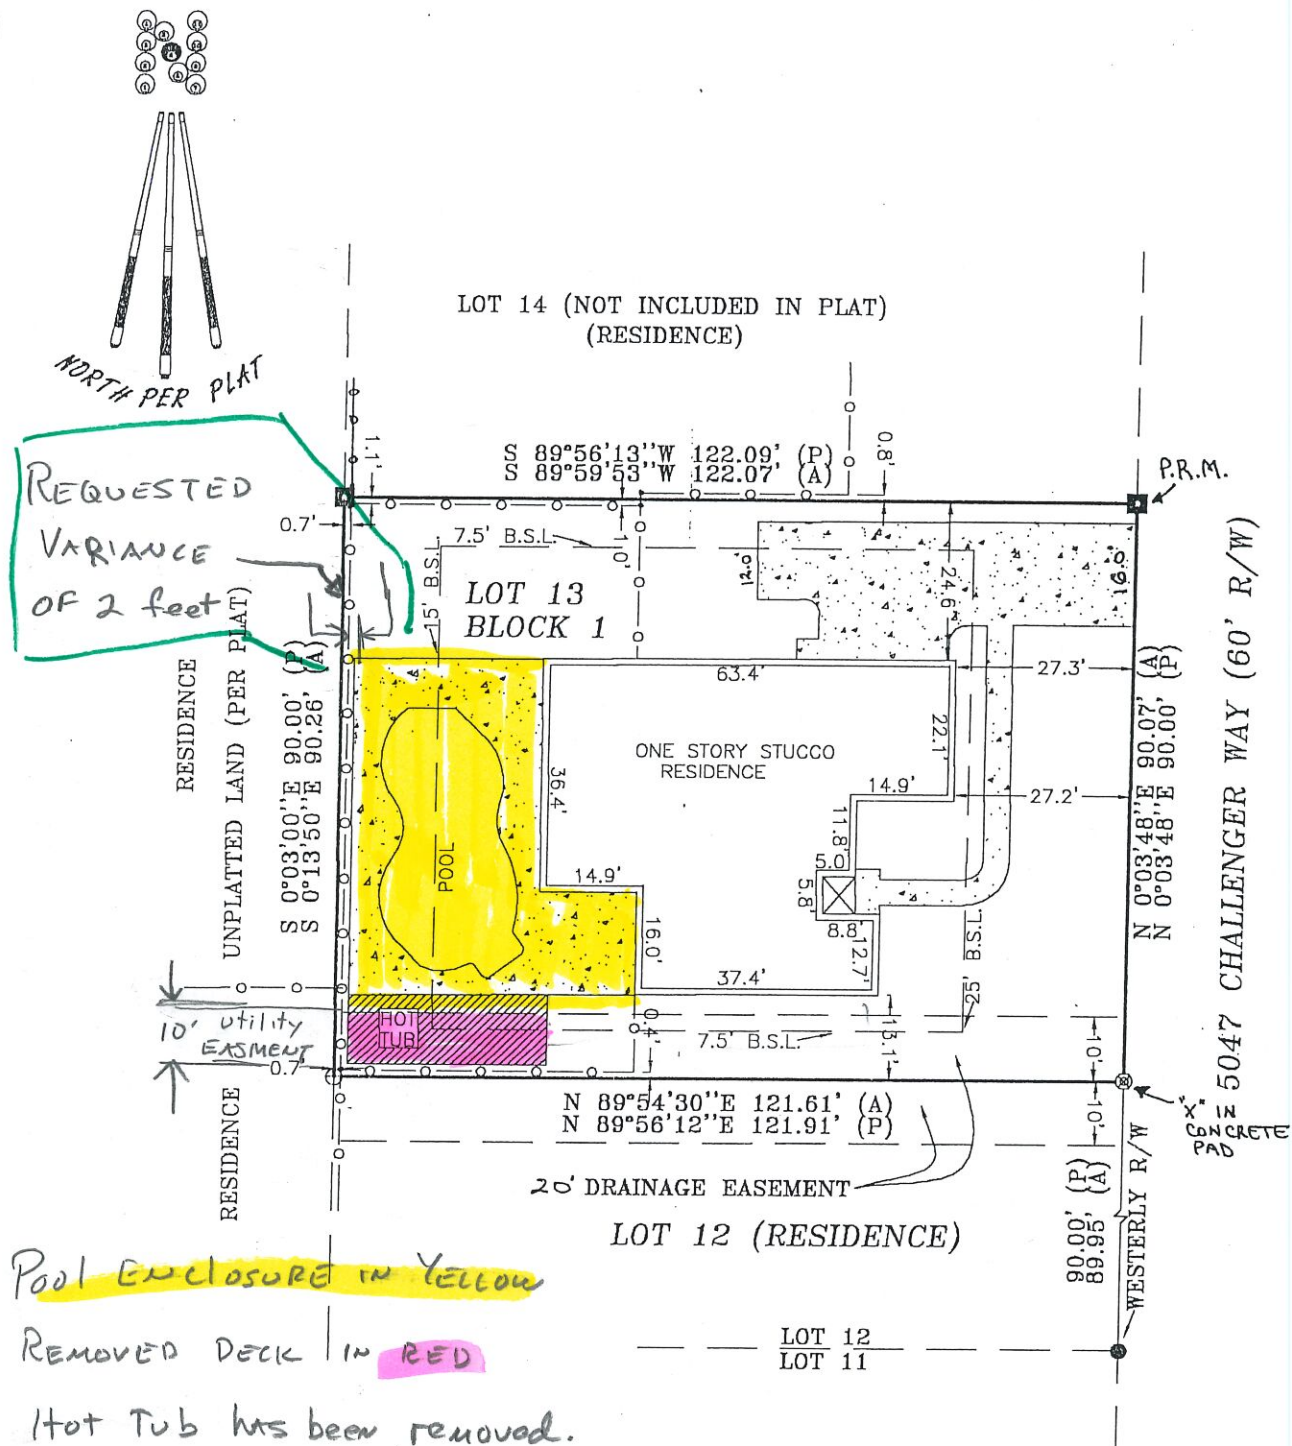 NORTH PER PLAT
LOT 14 (NOT INCLUDED IN PLAT)
(RESIDENCE)
REQUESTED
VARIANCE
OF 2 feet
1.1'
S 89°56'13"W 122.09' (P)
S 89°59'53"W 122.07' (A)
0.8'
P.R.M.
0.7'
7.5' B.S.L.
10'
15' B.S.L.
12.0'
24.6'
16.0'
LOT 13
BLOCK 1
63.4'
27.3'
ONE STORY STUCCO
RESIDENCE
22.1'
36.4'
14.9'
27.2'
11.8'
5.0'
5.8'
8.8'
12.7'
14.9'
16.0'
37.4'
POOL
RESIDENCE
UNPLATTED LAND (PER PLAT)
S 0°03'00"E 90.00' (P)
S 0°13'50"E 90.26' (A)
N 0°03'48"E 90.07' (A)
N 0°03'48"E 90.00' (P)
5047 CHALLENGER WAY (60' R/W)
25' B.S.L.
10' utility
EASMENT
HOT
TUB
0.4'
7.5' B.S.L.
13.1'
10'
0.7'
RESIDENCE
N 89°54'30"E 121.61' (A)
N 89°56'12"E 121.91' (P)
10'
"X" IN
CONCRETE
PAD
20' DRAINAGE EASEMENT
LOT 12 (RESIDENCE)
90.00' (P)
89.95' (A)
WESTERLY R/W
Pool ENCLOSURE IN YELLOW
REMOVED DECK IN RED
LOT 12
LOT 11
Hot Tub has been removed.